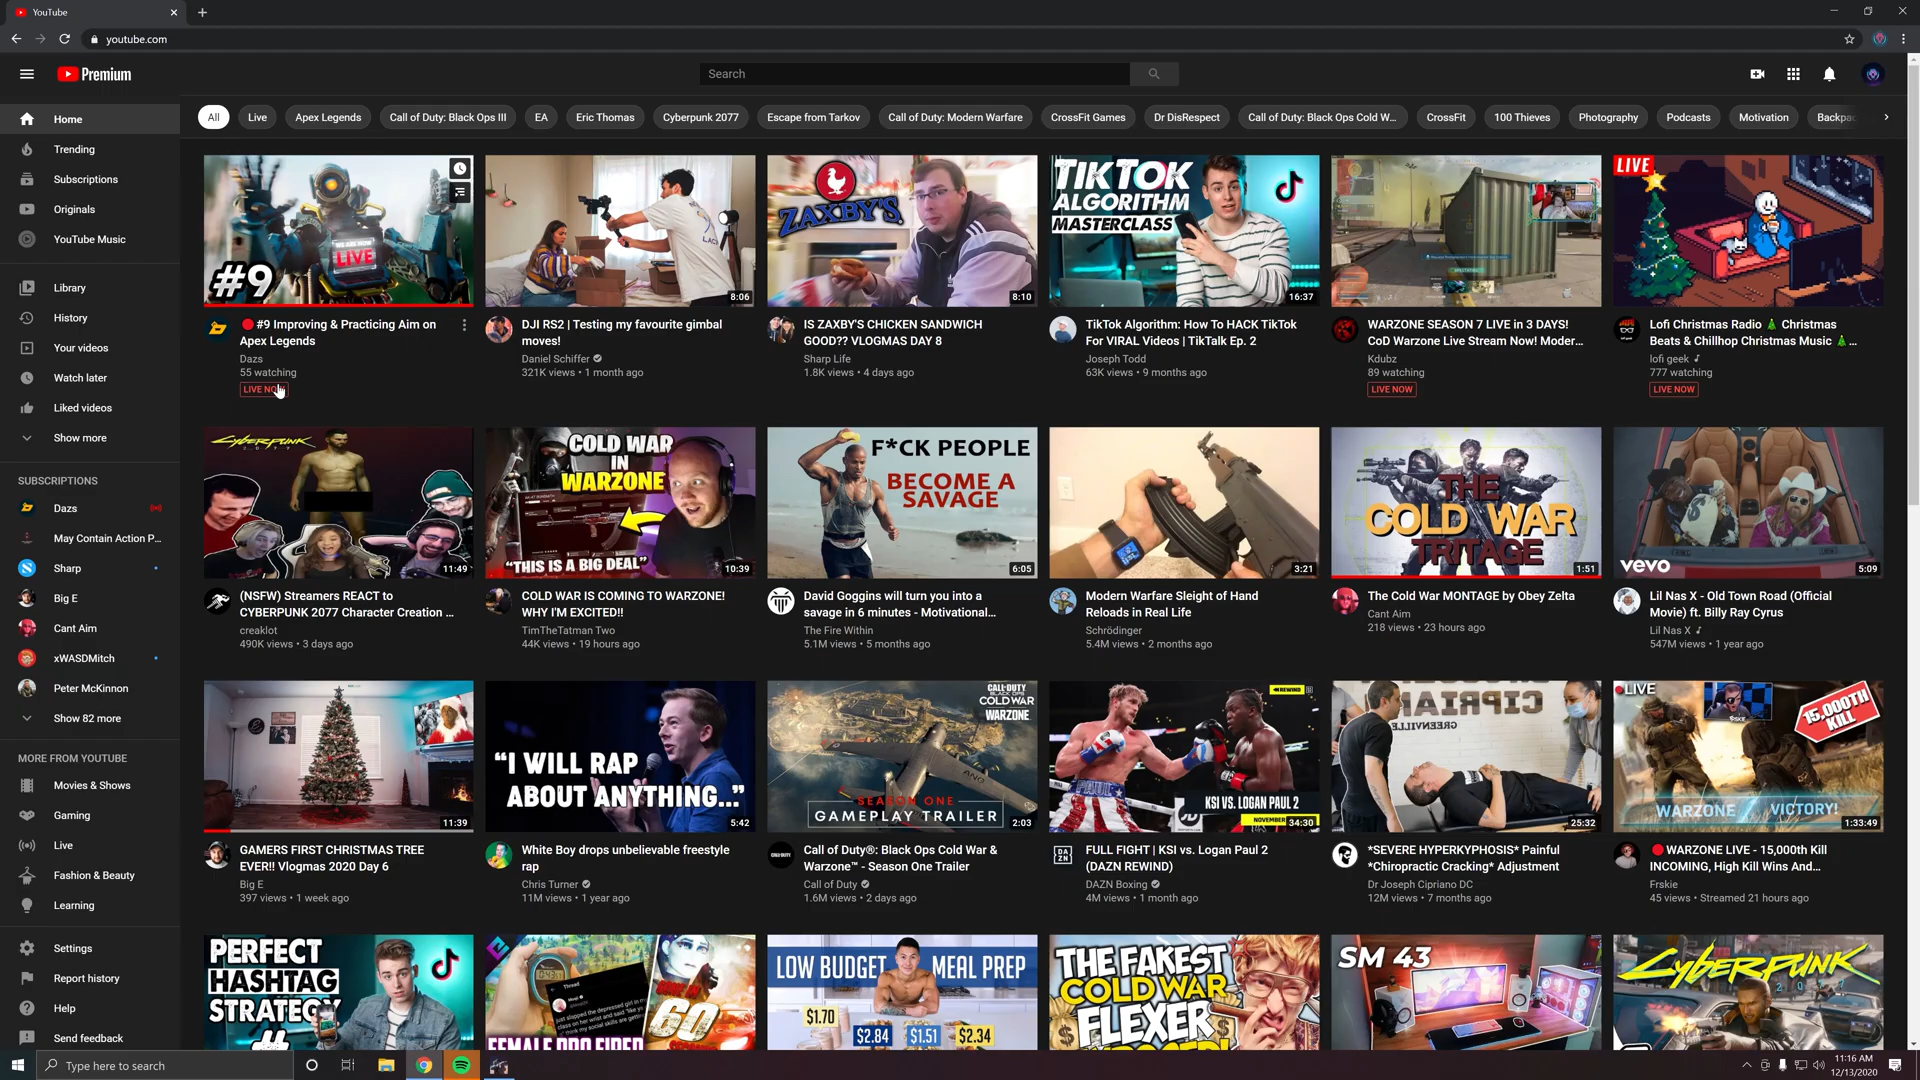 YouTube
youtube.com
Premium
Search
All
Live
Apex Legends
Call of Duty: Black Ops III
EA
Eric Thomas
Cyberpunk 2077
Escape from Tarkov
Call of Duty: Modern Warfare
CrossFit Games
Dr DisRespect
Call of Duty: Black Ops Cold W...
CrossFit
100 Thieves
Photography
Podcasts
Motivation
Home
Trending
Subscriptions
Originals
YouTube Music
Library
History
Your videos
Watch later
Liked videos
Show more
SUBSCRIPTIONS
Dazs
May Contain Action P...
Sharp
Big E
Cant Aim
xWASDMitch
Peter McKinnon
Show 82 more
MORE FROM YOUTUBE
Movies & Shows
Gaming
Live
Fashion & Beauty
Learning
Settings
Report history
Help
Send feedback
WE ARE NOW
LIVE
#9
#9 Improving & Practicing Aim on
Apex Legends
Dazs
55 watching
LIVE NOW
8:06
DJI RS2 | Testing my favourite gimbal
moves!
Daniel Schiffer
321K views • 1 month ago
ZAXBY'S
8:10
IS ZAXBY'S CHICKEN SANDWICH
GOOD?? VLOGMAS DAY 8
Sharp Life
1.8K views • 4 days ago
TIKTOK
ALGORITHM
MASTERCLASS
16:37
TikTok Algorithm: How To HACK TikTok
For VIRAL Videos | TikTalk Ep. 2
Joseph Todd
63K views • 9 months ago
WARZONE SEASON 7 LIVE in 3 DAYS!
CoD Warzone Live Stream Now! Moder...
Kdubz
89 watching
LIVE NOW
LIVE
Lofi Christmas Radio 🎄 Christmas
Beats & Chillhop Christmas Music 🎄...
lofi geek
777 watching
LIVE NOW
Cyberpunk
2077
11:49
(NSFW) Streamers REACT to
CYBERPUNK 2077 Character Creation ...
creaklot
490K views • 3 days ago
COLD WAR
IN
WARZONE
"THIS IS A BIG DEAL"
10:39
COLD WAR IS COMING TO WARZONE!
WHY I'M EXCITED!!
TimTheTatman Two
44K views • 19 hours ago
F*CK PEOPLE
BECOME A
SAVAGE
6:05
David Goggins will turn you into a
savage in 6 minutes - Motivational...
The Fire Within
5.1M views • 5 months ago
3:21
Modern Warfare Sleight of Hand
Reloads in Real Life
Schrödinger
5.4M views • 2 months ago
THE
COLD WAR
TRITAGE
1:51
The Cold War MONTAGE by Obey Zelta
Cant Aim
218 views • 23 hours ago
vevo
5:09
Lil Nas X - Old Town Road (Official
Movie) ft. Billy Ray Cyrus
Lil Nas X
547M views • 1 year ago
11:39
GAMERS FIRST CHRISTMAS TREE
EVER!! Vlogmas 2020 Day 6
Big E
397 views • 1 week ago
"I WILL RAP
ABOUT ANYTHING..."
5:42
White Boy drops unbelievable freestyle
rap
Chris Turner
11M views • 1 year ago
CALL OF DUTY
BLACK OPS
COLD WAR
WARZONE
SEASON ONE
GAMEPLAY TRAILER
2:03
Call of Duty®: Black Ops Cold War &
Warzone™ - Season One Trailer
Call of Duty
1.6M views • 2 days ago
REWIND
PAUL
KSI VS. LOGAN PAUL 2
NOVEMBER
34:30
FULL FIGHT | KSI vs. Logan Paul 2
(DAZN REWIND)
DAZN Boxing
4M views • 1 month ago
CIPRIANI
GREENVILLE
25:32
*SEVERE HYPERKYPHOSIS* Painful
*Chiropractic Cracking* Adjustment
Dr Joseph Cipriano DC
12M views • 7 months ago
LIVE
15,000TH
KILL
WARZONE VICTORY!
1:33:49
WARZONE LIVE - 15,000th Kill
INCOMING, High Kill Wins And...
Frskie
45 views • Streamed 21 hours ago
PERFECT
HASHTAG
STRATEGY
#
Thread
60
LOW BUDGET MEAL PREP
$1.70
$2.84
$1.51
$2.34
THE FAKEST
COLD WAR
FLEXER
SM 43
Cyberpunk
2077
Type here to search
11:16 AM
12/13/2020